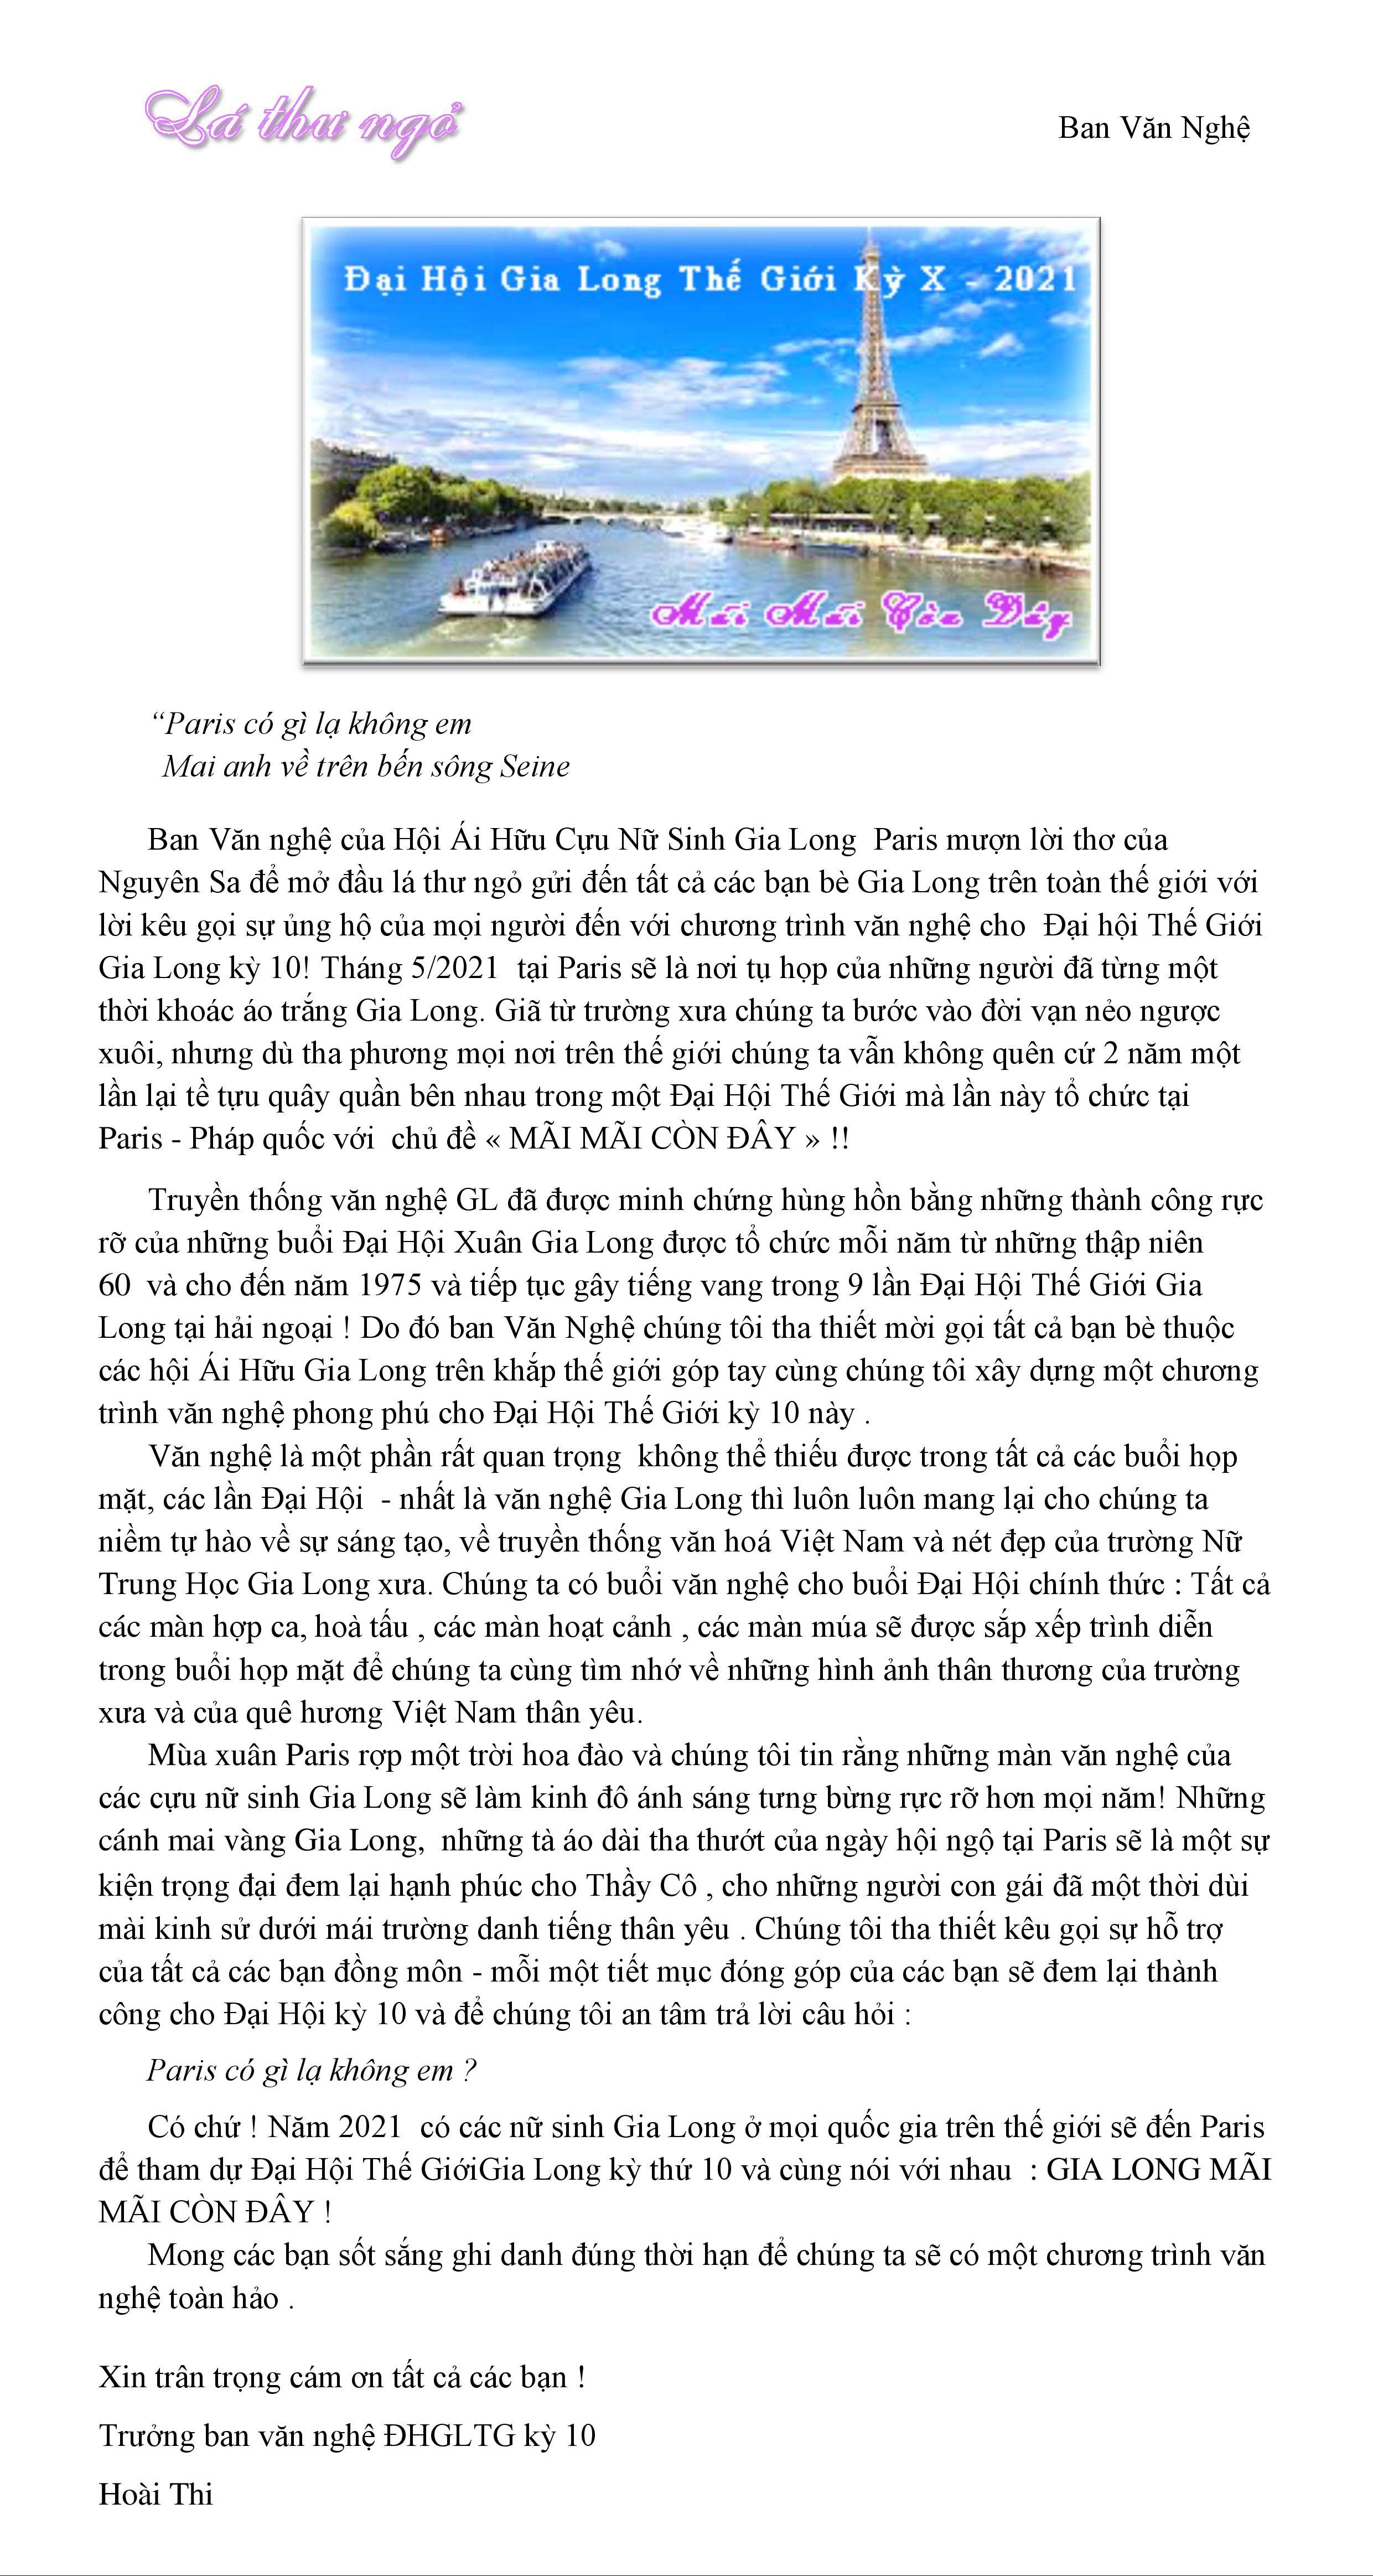 Lá thư ngỏ
Ban Văn Nghệ
Đại Hội Gia Long Thế Giới Kỳ X - 2021
Mãi Mãi Còn Đây
“Paris có gì lạ không em
Mai anh về trên bến sông Seine
Ban Văn nghệ của Hội Ái Hữu Cựu Nữ Sinh Gia Long Paris mượn lời thơ của
Nguyên Sa để mở đầu lá thư ngỏ gửi đến tất cả các bạn bè Gia Long trên toàn thế giới với
lời kêu gọi sự ủng hộ của mọi người đến với chương trình văn nghệ cho Đại hội Thế Giới
Gia Long kỳ 10! Tháng 5/2021 tại Paris sẽ là nơi tụ họp của những người đã từng một
thời khoác áo trắng Gia Long. Giã từ trường xưa chúng ta bước vào đời vạn nẻo ngược
xuôi, nhưng dù tha phương mọi nơi trên thế giới chúng ta vẫn không quên cứ 2 năm một
lần lại tề tựu quây quần bên nhau trong một Đại Hội Thế Giới mà lần này tổ chức tại
Paris - Pháp quốc với chủ đề « MÃI MÃI CÒN ĐÂY » !!
Truyền thống văn nghệ GL đã được minh chứng hùng hồn bằng những thành công rực
rỡ của những buổi Đại Hội Xuân Gia Long được tổ chức mỗi năm từ những thập niên
60 và cho đến năm 1975 và tiếp tục gây tiếng vang trong 9 lần Đại Hội Thế Giới Gia
Long tại hải ngoại ! Do đó ban Văn Nghệ chúng tôi tha thiết mời gọi tất cả bạn bè thuộc
các hội Ái Hữu Gia Long trên khắp thế giới góp tay cùng chúng tôi xây dựng một chương
trình văn nghệ phong phú cho Đại Hội Thế Giới kỳ 10 này .
Văn nghệ là một phần rất quan trọng không thể thiếu được trong tất cả các buổi họp
mặt, các lần Đại Hội - nhất là văn nghệ Gia Long thì luôn luôn mang lại cho chúng ta
niềm tự hào về sự sáng tạo, về truyền thống văn hoá Việt Nam và nét đẹp của trường Nữ
Trung Học Gia Long xưa. Chúng ta có buổi văn nghệ cho buổi Đại Hội chính thức : Tất cả
các màn hợp ca, hoà tấu , các màn hoạt cảnh , các màn múa sẽ được sắp xếp trình diễn
trong buổi họp mặt để chúng ta cùng tìm nhớ về những hình ảnh thân thương của trường
xưa và của quê hương Việt Nam thân yêu.
Mùa xuân Paris rợp một trời hoa đào và chúng tôi tin rằng những màn văn nghệ của
các cựu nữ sinh Gia Long sẽ làm kinh đô ánh sáng tưng bừng rực rỡ hơn mọi năm! Những
cánh mai vàng Gia Long, những tà áo dài tha thướt của ngày hội ngộ tại Paris sẽ là một sự
kiện trọng đại đem lại hạnh phúc cho Thầy Cô , cho những người con gái đã một thời dùi
mài kinh sử dưới mái trường danh tiếng thân yêu . Chúng tôi tha thiết kêu gọi sự hỗ trợ
của tất cả các bạn đồng môn - mỗi một tiết mục đóng góp của các bạn sẽ đem lại thành
công cho Đại Hội kỳ 10 và để chúng tôi an tâm trả lời câu hỏi :
Paris có gì lạ không em ?
Có chứ ! Năm 2021 có các nữ sinh Gia Long ở mọi quốc gia trên thế giới sẽ đến Paris
để tham dự Đại Hội Thế GiớiGia Long kỳ thứ 10 và cùng nói với nhau : GIA LONG MÃI
MÃI CÒN ĐÂY !
Mong các bạn sốt sắng ghi danh đúng thời hạn để chúng ta sẽ có một chương trình văn
nghệ toàn hảo .
Xin trân trọng cám ơn tất cả các bạn !
Trưởng ban văn nghệ ĐHGLTG kỳ 10
Hoài Thi